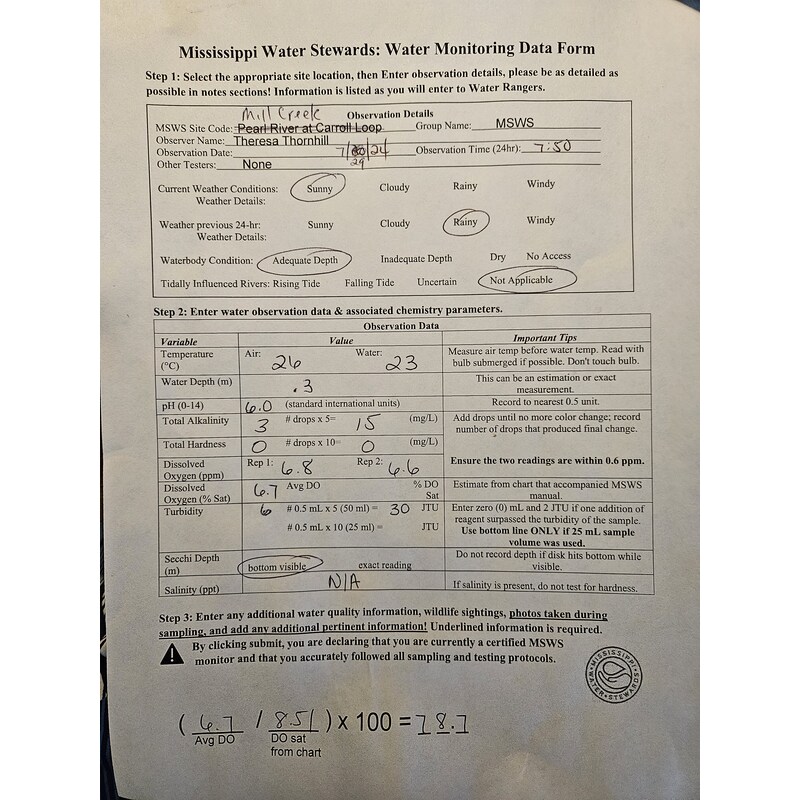 Mississippi Water Stewards: Water Monitoring Data Form
Step 1: Select the appropriate site location, then Enter observation details, please be as detailed as
possible in notes sections! Information is listed as you will enter to Water Rangers.
Mill Creek Observation Details
MSWS Site Code: Pearl River at Carroll Loop Group Name: MSWS
Observer Name: Theresa Thornhill
Observation Date: 7/30/24 Observation Time (24hr): 7:50
29
Other Testers: None
Current Weather Conditions: Sunny Cloudy Rainy Windy
Weather Details:
Weather previous 24-hr: Sunny Cloudy Rainy Windy
Weather Details:
Waterbody Condition: Adequate Depth Inadequate Depth Dry No Access
Tidally Influenced Rivers: Rising Tide Falling Tide Uncertain Not Applicable
Step 2: Enter water observation data & associated chemistry parameters.
Observation Data
Variable Value Important Tips
Temperature (°C) Air: 26 Water: 23 Measure air temp before water temp. Read with
bulb submerged if possible. Don't touch bulb.
Water Depth (m) .3 This can be an estimation or exact
measurement.
pH (0-14) 6.0 (standard international units) Record to nearest 0.5 unit.
Total Alkalinity 3 # drops x 5= 15 (mg/L) Add drops until no more color change; record
number of drops that produced final change.
Total Hardness 0 # drops x 10= 0 (mg/L)
Dissolved Oxygen (ppm) Rep 1: 6.8 Rep 2: 6.6 Ensure the two readings are within 0.6 ppm.
Dissolved Oxygen (% Sat) 6.7 Avg DO % DO Sat Estimate from chart that accompanied MSWS
manual.
Turbidity 6 # 0.5 mL x 5 (50 ml) = 30 JTU Enter zero (0) mL and 2 JTU if one addition of
reagent surpassed the turbidity of the sample.
# 0.5 mL x 10 (25 ml) = JTU Use bottom line ONLY if 25 mL sample
volume was used.
Secchi Depth (m) bottom visible exact reading Do not record depth if disk hits bottom while
visible.
Salinity (ppt) N/A If salinity is present, do not test for hardness.
Step 3: Enter any additional water quality information, wildlife sightings, photos taken during
sampling, and add any additional pertinent information! Underlined information is required.
By clicking submit, you are declaring that you are currently a certified MSWS
monitor and that you accurately followed all sampling and testing protocols.
MISSISSIPPI WATER STEWARDS
(6.7 / 8.51) x 100 = 78.7
Avg DO DO sat
from chart